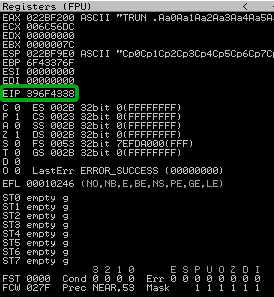 Registers (FPU) <
EAX 022BF200 ASCII "TRUN .Aa0Aa1Aa2Aa3Aa4Aa5A
ECX 006C56DC
EDX 00000000
EBX 0000007C
ESP 022BF9E0 ASCII "Cp0Cp1Cp2Cp3Cp4Cp5Cp6Cp7C
EBP 6F43376F
ESI 00000000
EDI 00000000
EIP 396F4338
C 0 ES 002B 32bit 0(FFFFFFFF)
P 1 CS 0023 32bit 0(FFFFFFFF)
A 0 SS 002B 32bit 0(FFFFFFFF)
Z 1 DS 002B 32bit 0(FFFFFFFF)
S 0 FS 0053 32bit 7EFDA000(FFF)
T 0 GS 002B 32bit 0(FFFFFFFF)
D 0
O 0 LastErr ERROR_SUCCESS (00000000)
EFL 00010246 (NO,NB,E,BE,NS,PE,GE,LE)
ST0 empty g
ST1 empty g
ST2 empty g
ST3 empty g
ST4 empty g
ST5 empty g
ST6 empty g
ST7 empty g
3 2 1 0 E S P U O Z D I
FST 0000 Cond 0 0 0 0 Err 0 0 0 0 0 0 0 0
FCW 027F Prec NEAR,53 Mask 1 1 1 1 1 1